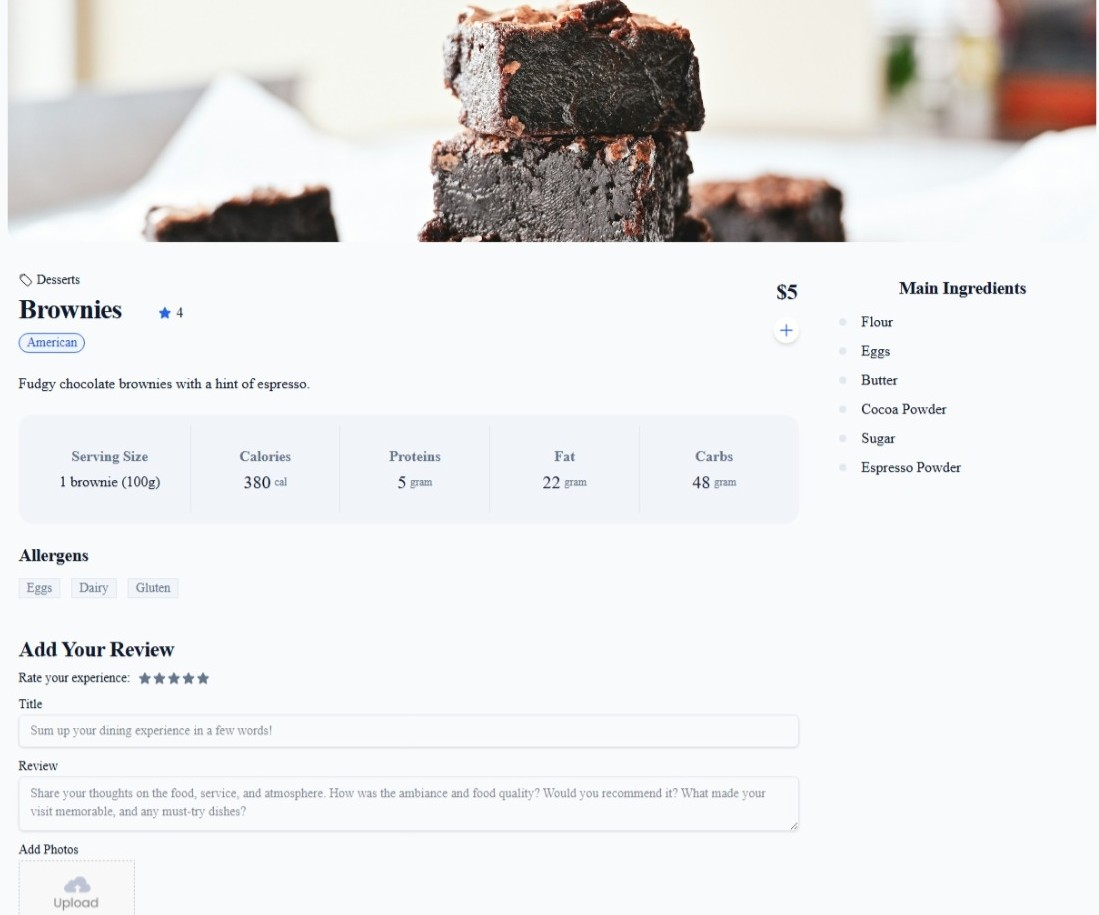 Desserts
Brownies
4
American
$5
Fudgy chocolate brownies with a hint of espresso.
Serving Size
1 brownie (100g)
Calories
380 cal
Proteins
5 gram
Fat
22 gram
Carbs
48 gram
Allergens
Eggs
Dairy
Gluten
Add Your Review
Rate your experience:
Title
Sum up your dining experience in a few words!
Review
Share your thoughts on the food, service, and atmosphere. How was the ambiance and food quality? Would you recommend it? What made your
visit memorable, and any must-try dishes?
Add Photos
Upload
Main Ingredients
Flour
Eggs
Butter
Cocoa Powder
Sugar
Espresso Powder